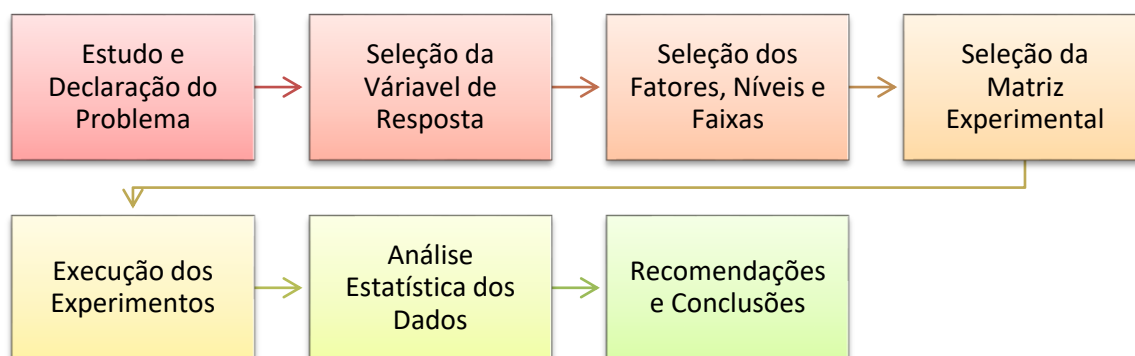 Estudo e
Declaração do
Problema
Seleção da
Váriavel de
Resposta
Seleção dos
Fatores, Níveis e
Faixas
Seleção da
Matriz
Experimental
Execução dos
Experimentos
Análise
Estatística dos
Dados
Recomendações
e Conclusões